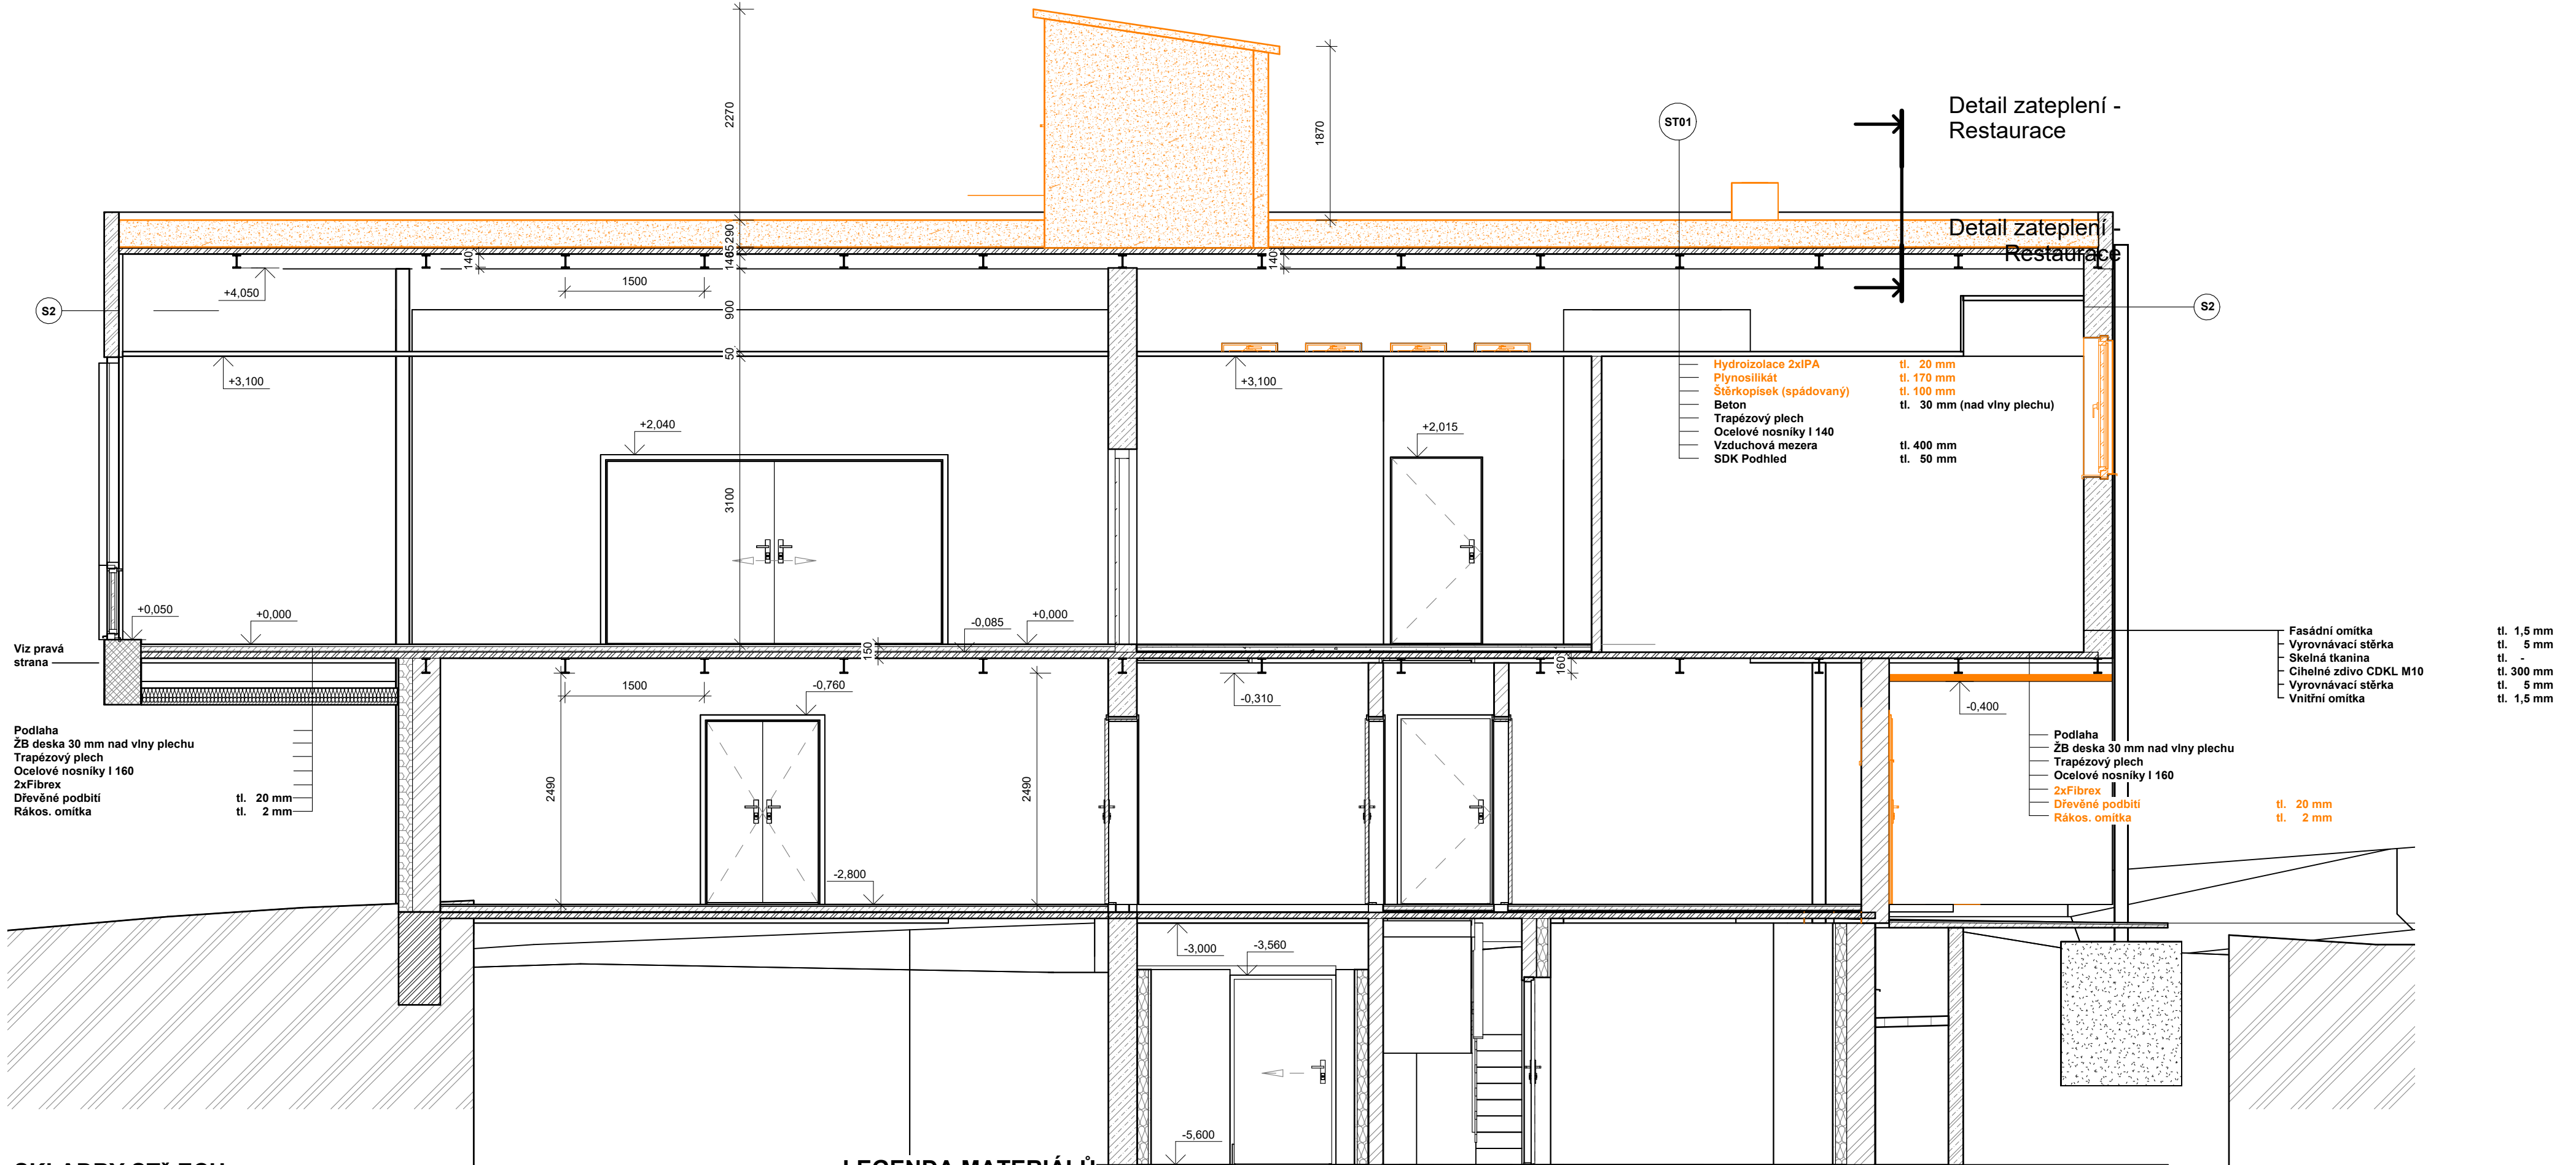 2270
1870
ST01
Detail zateplení -
Restaurace
Detail zateplení -
Restaurace
290
140
140
1500
+4,050
900
50
S2
S2
+3,100
+3,100
Hydroizolace 2xIPA tl. 20 mm
Plynosilikát tl. 170 mm
Štěrkopísek (spádovaný) tl. 100 mm
Beton tl. 30 mm (nad vlny plechu)
Trapézový plech
Ocelové nosníky I 140
Vzduchová mezera tl. 400 mm
SDK Podhled tl. 50 mm
+2,040
+2,015
3100
+0,050
+0,000
-0,085
+0,000
150
160
Viz pravá
strana
Fasádní omítka tl. 1,5 mm
Vyrovnávací stěrka tl. 5 mm
Skelná tkanina tl. -
Cihelné zdivo CDKL M10 tl. 300 mm
Vyrovnávací stěrka tl. 5 mm
Vnitřní omítka tl. 1,5 mm
1500
-0,760
-0,310
-0,400
Podlaha
ŽB deska 30 mm nad vlny plechu
Trapézový plech
Ocelové nosníky I 160
2xFibrex
Dřevěné podbití tl. 20 mm
Rákos. omítka tl. 2 mm
2490
2490
Podlaha
ŽB deska 30 mm nad vlny plechu
Trapézový plech
Ocelové nosníky I 160
2xFibrex
Dřevěné podbití tl. 20 mm
Rákos. omítka tl. 2 mm
-2,800
-3,000
-3,560
-5,600
LEGENDA MATERIÁLŮ